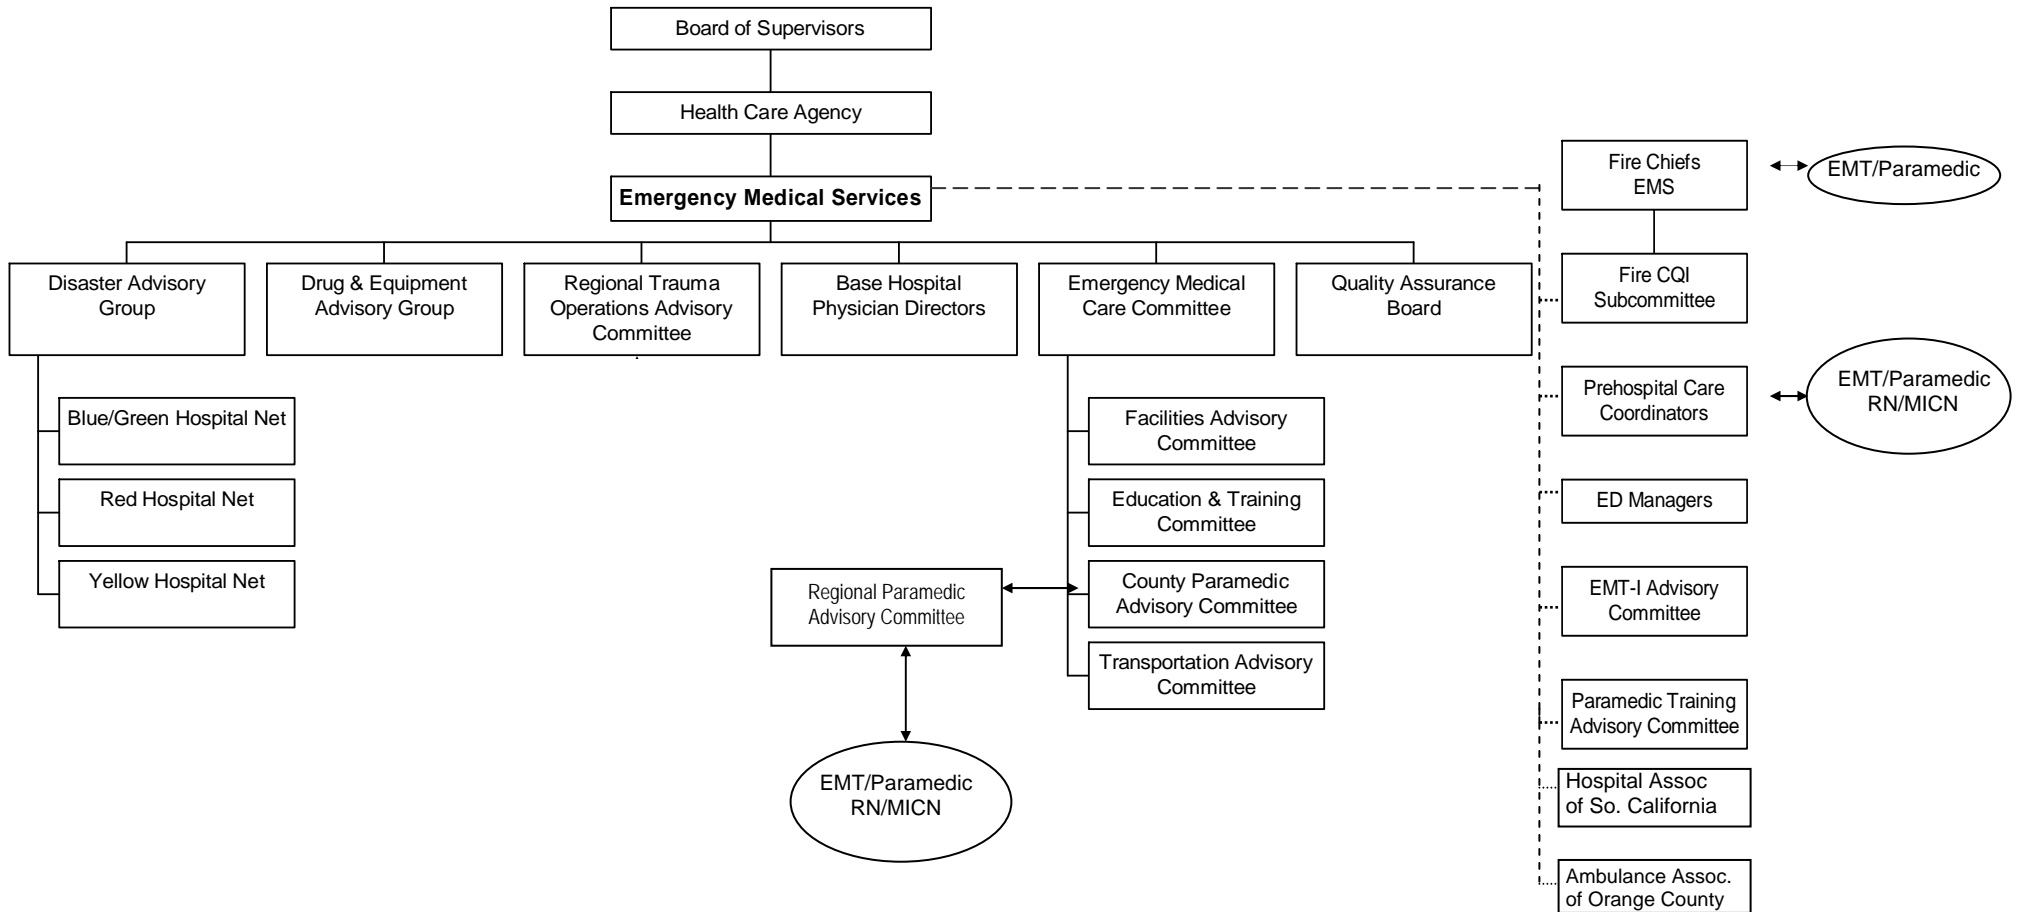 Board of Supervisors
Health Care Agency
Emergency Medical Services
Disaster Advisory
Group
Drug & Equipment
Advisory Group
Regional Trauma
Operations Advisory
Committee
Base Hospital
Physician Directors
Emergency Medical
Care Committee
Quality Assurance
Board
Blue/Green Hospital Net
Red Hospital Net
Yellow Hospital Net
Facilities Advisory
Committee
Education & Training
Committee
County Paramedic
Advisory Committee
Transportation Advisory
Committee
Regional Paramedic
Advisory Committee
EMT/Paramedic
RN/MICN
Fire Chiefs
EMS
EMT/Paramedic
Fire CQI
Subcommittee
Prehospital Care
Coordinators
EMT/Paramedic
RN/MICN
ED Managers
EMT-I Advisory
Committee
Paramedic Training
Advisory Committee
Hospital Assoc
of So. California
Ambulance Assoc.
of Orange County